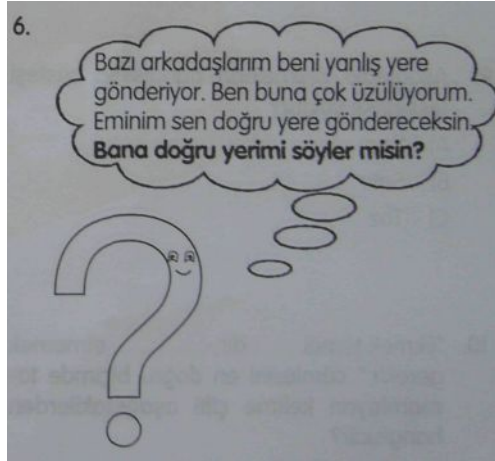 6.
Bazı arkadaşlarım beni yanlış yere
gönderiyor. Ben buna çok üzülüyorum.
Eminim sen doğru yere göndereceksin.
Bana doğru yerimi söyler misin?
?